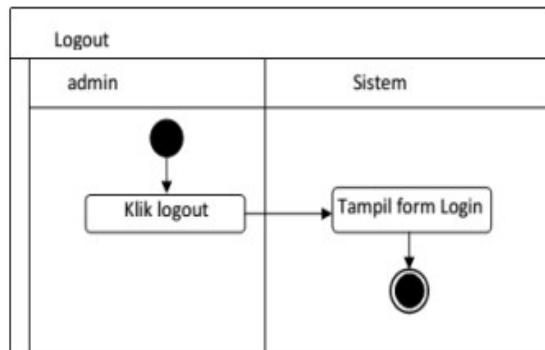 Logout
admin
Sistem
Klik logout
Tampil form Login